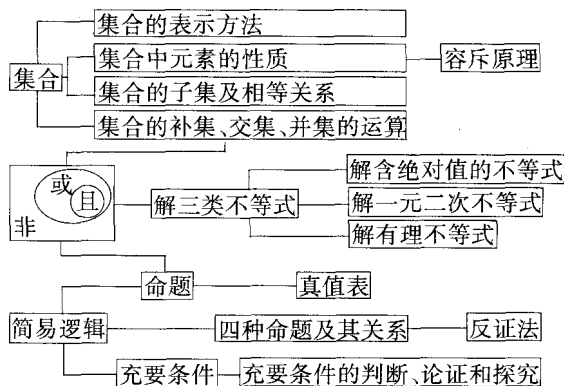 集合的表示方法
集合中元素的性质
容斥原理
集合
集合的子集及相等关系
集合的补集、交集、并集的运算
或
且
非
解三类不等式
解含绝对值的不等式
解一元二次不等式
解有理不等式
命题
真值表
简易逻辑
四种命题及其关系
反证法
充要条件
充要条件的判断、论证和探究